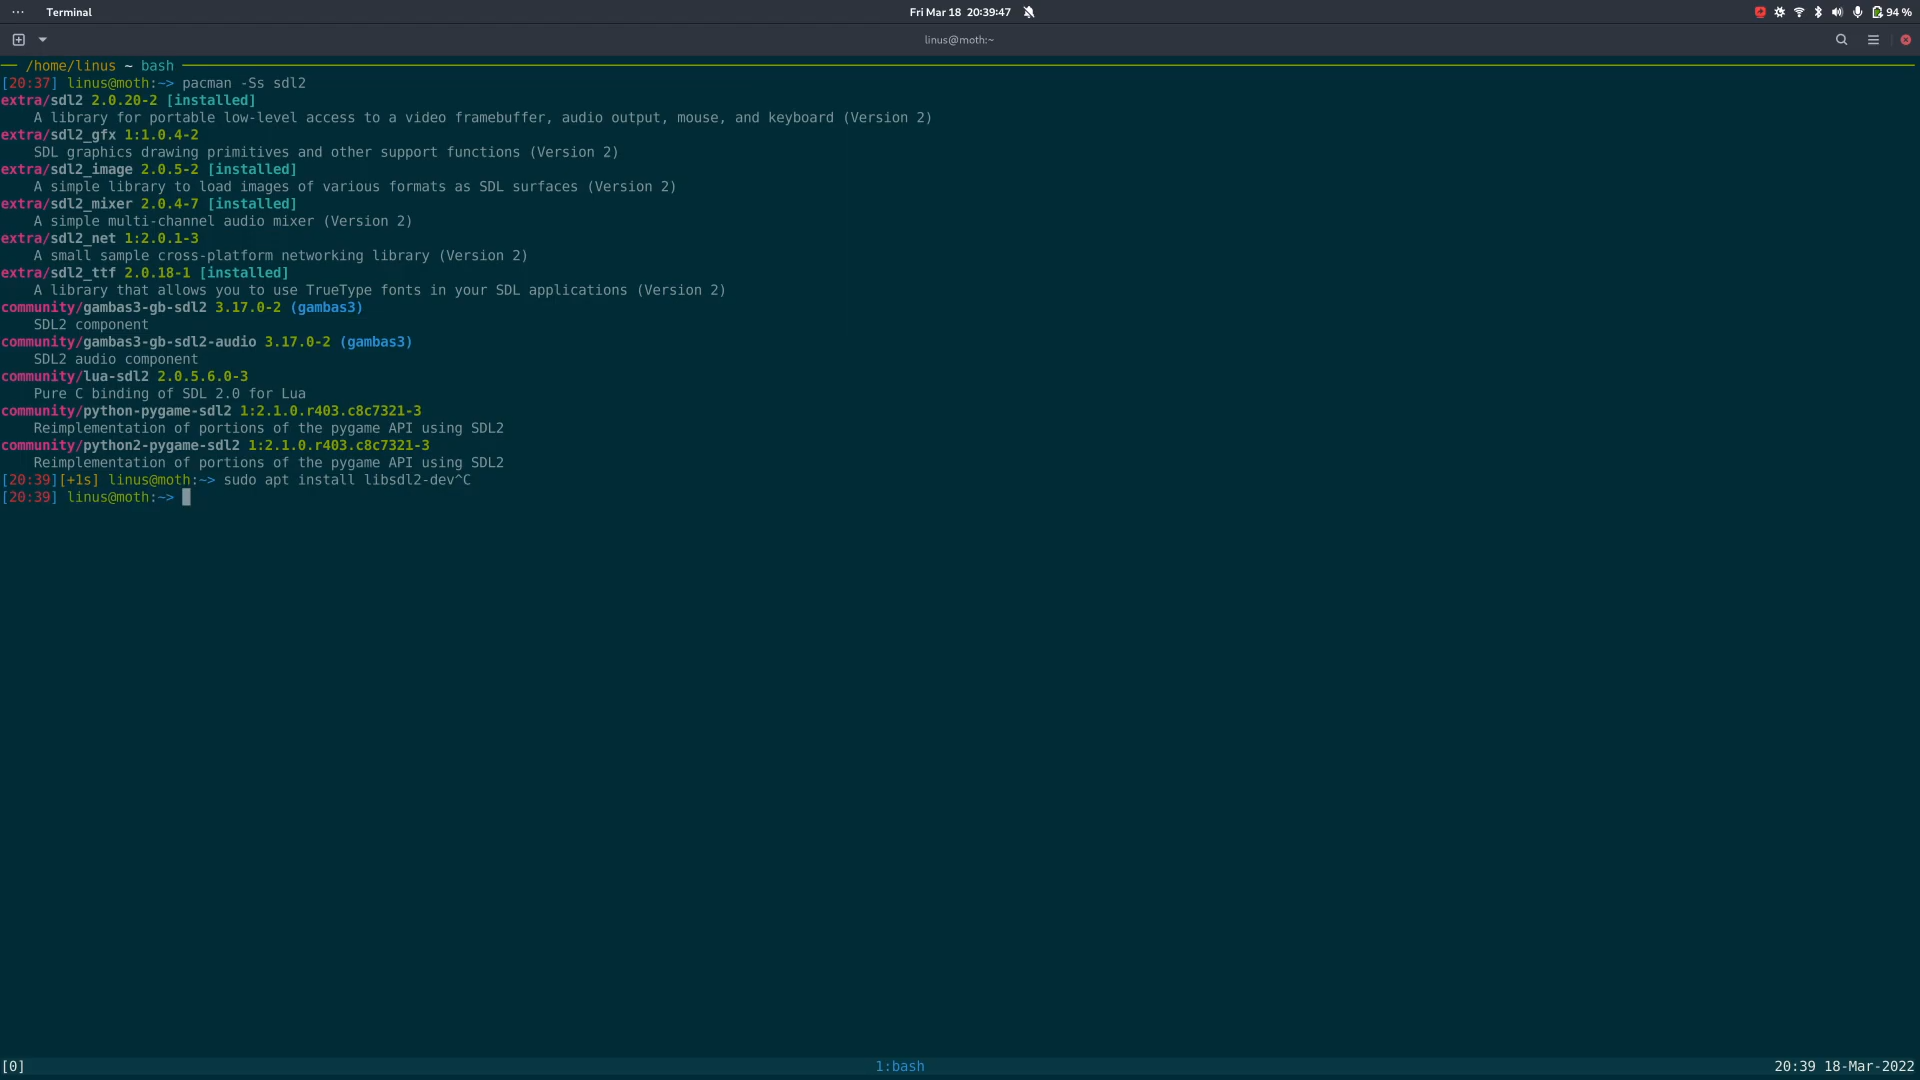 Terminal
Fri Mar 18 20:39:47
94 %
linus@moth:~
/home/linus ~ bash
[20:37] linus@moth:~> pacman -Ss sdl2
extra/sdl2 2.0.20-2 [installed]
A library for portable low-level access to a video framebuffer, audio output, mouse, and keyboard (Version 2)
extra/sdl2_gfx 1:1.0.4-2
SDL graphics drawing primitives and other support functions (Version 2)
extra/sdl2_image 2.0.5-2 [installed]
A simple library to load images of various formats as SDL surfaces (Version 2)
extra/sdl2_mixer 2.0.4-7 [installed]
A simple multi-channel audio mixer (Version 2)
extra/sdl2_net 1:2.0.1-3
A small sample cross-platform networking library (Version 2)
extra/sdl2_ttf 2.0.18-1 [installed]
A library that allows you to use TrueType fonts in your SDL applications (Version 2)
community/gambas3-gb-sdl2 3.17.0-2 (gambas3)
SDL2 component
community/gambas3-gb-sdl2-audio 3.17.0-2 (gambas3)
SDL2 audio component
community/lua-sdl2 2.0.5.6.0-3
Pure C binding of SDL 2.0 for Lua
community/python-pygame-sdl2 1:2.1.0.r403.c8c7321-3
Reimplementation of portions of the pygame API using SDL2
community/python2-pygame-sdl2 1:2.1.0.r403.c8c7321-3
Reimplementation of portions of the pygame API using SDL2
[20:39][+1s] linus@moth:~> sudo apt install libsdl2-dev^C
[20:39] linus@moth:~>
[0]
1:bash
20:39 18-Mar-2022